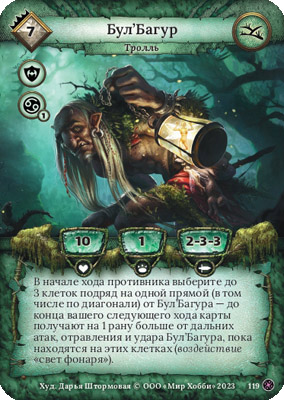 7
Бул’Багур
Тролль
1
10
1
2-3-3
В начале хода противника выберите до
3 клеток подряд на одной прямой (в том
числе по диагонали) от Бул’Багура — до
конца вашего следующего хода карты
получают на 1 рану больше от дальних
атак, отравления и удара Бул’Багура, пока
находятся на этих клетках (воздействие
«свет фонаря»).
Худ. Дарья Штормовая © ООО «Мир Хобби» 2023
119